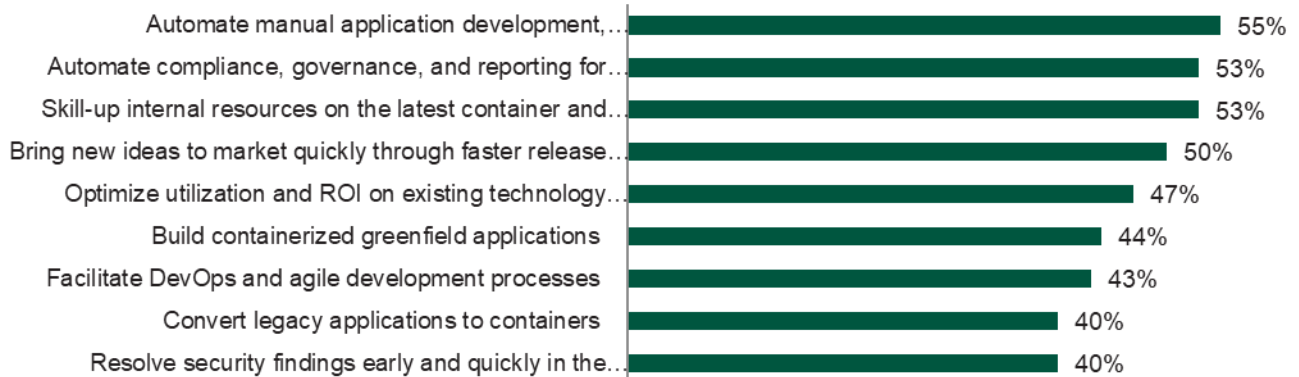 Automate manual application development,… 55%
Automate compliance, governance, and reporting for… 53%
Skill-up internal resources on the latest container and… 53%
Bring new ideas to market quickly through faster release… 50%
Optimize utilization and ROI on existing technology… 47%
Build containerized greenfield applications 44%
Facilitate DevOps and agile development processes 43%
Convert legacy applications to containers 40%
Resolve security findings early and quickly in the… 40%